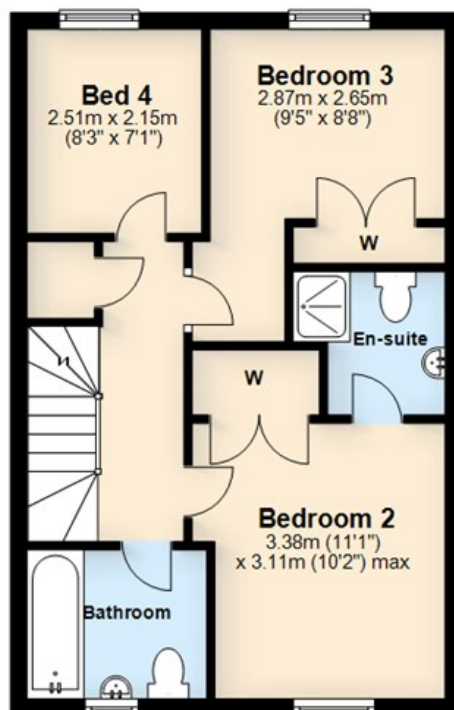 Bed 4
2.51m x 2.15m
(8'3" x 7'1")
Bedroom 3
2.87m x 2.65m
(9'5" x 8'8")
W
En-suite
W
Bedroom 2
3.38m (11'1")
x 3.11m (10'2") max
Bathroom